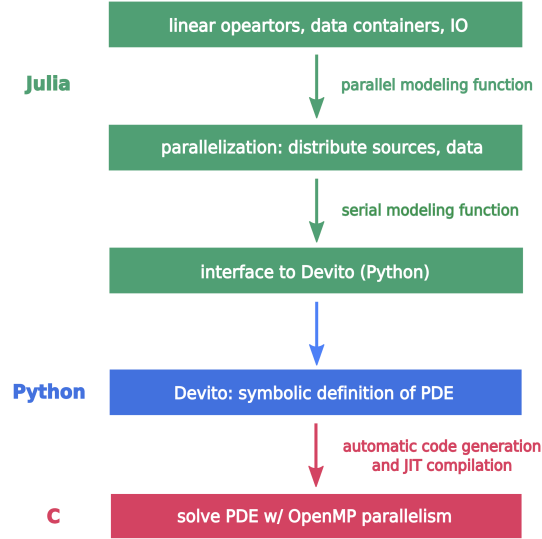 linear opeartors, data containers, IO
Julia
parallel modeling function
parallelization: distribute sources, data
serial modeling function
interface to Devito (Python)
Python
Devito: symbolic definition of PDE
automatic code generation
and JIT compilation
C
solve PDE w/ OpenMP parallelism